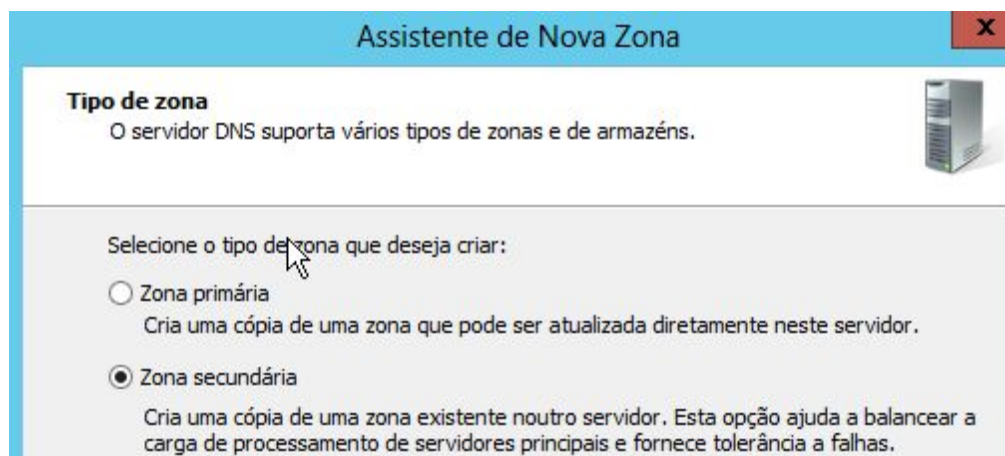 Assistente de Nova Zona
x
Tipo de zona
O servidor DNS suporta vários tipos de zonas e de armazéns.
Selecione o tipo de zona que deseja criar:
Zona primária
Cria uma cópia de uma zona que pode ser atualizada diretamente neste servidor.
Zona secundária
Cria uma cópia de uma zona existente noutro servidor. Esta opção ajuda a balancear a
carga de processamento de servidores principais e fornece tolerância a falhas.